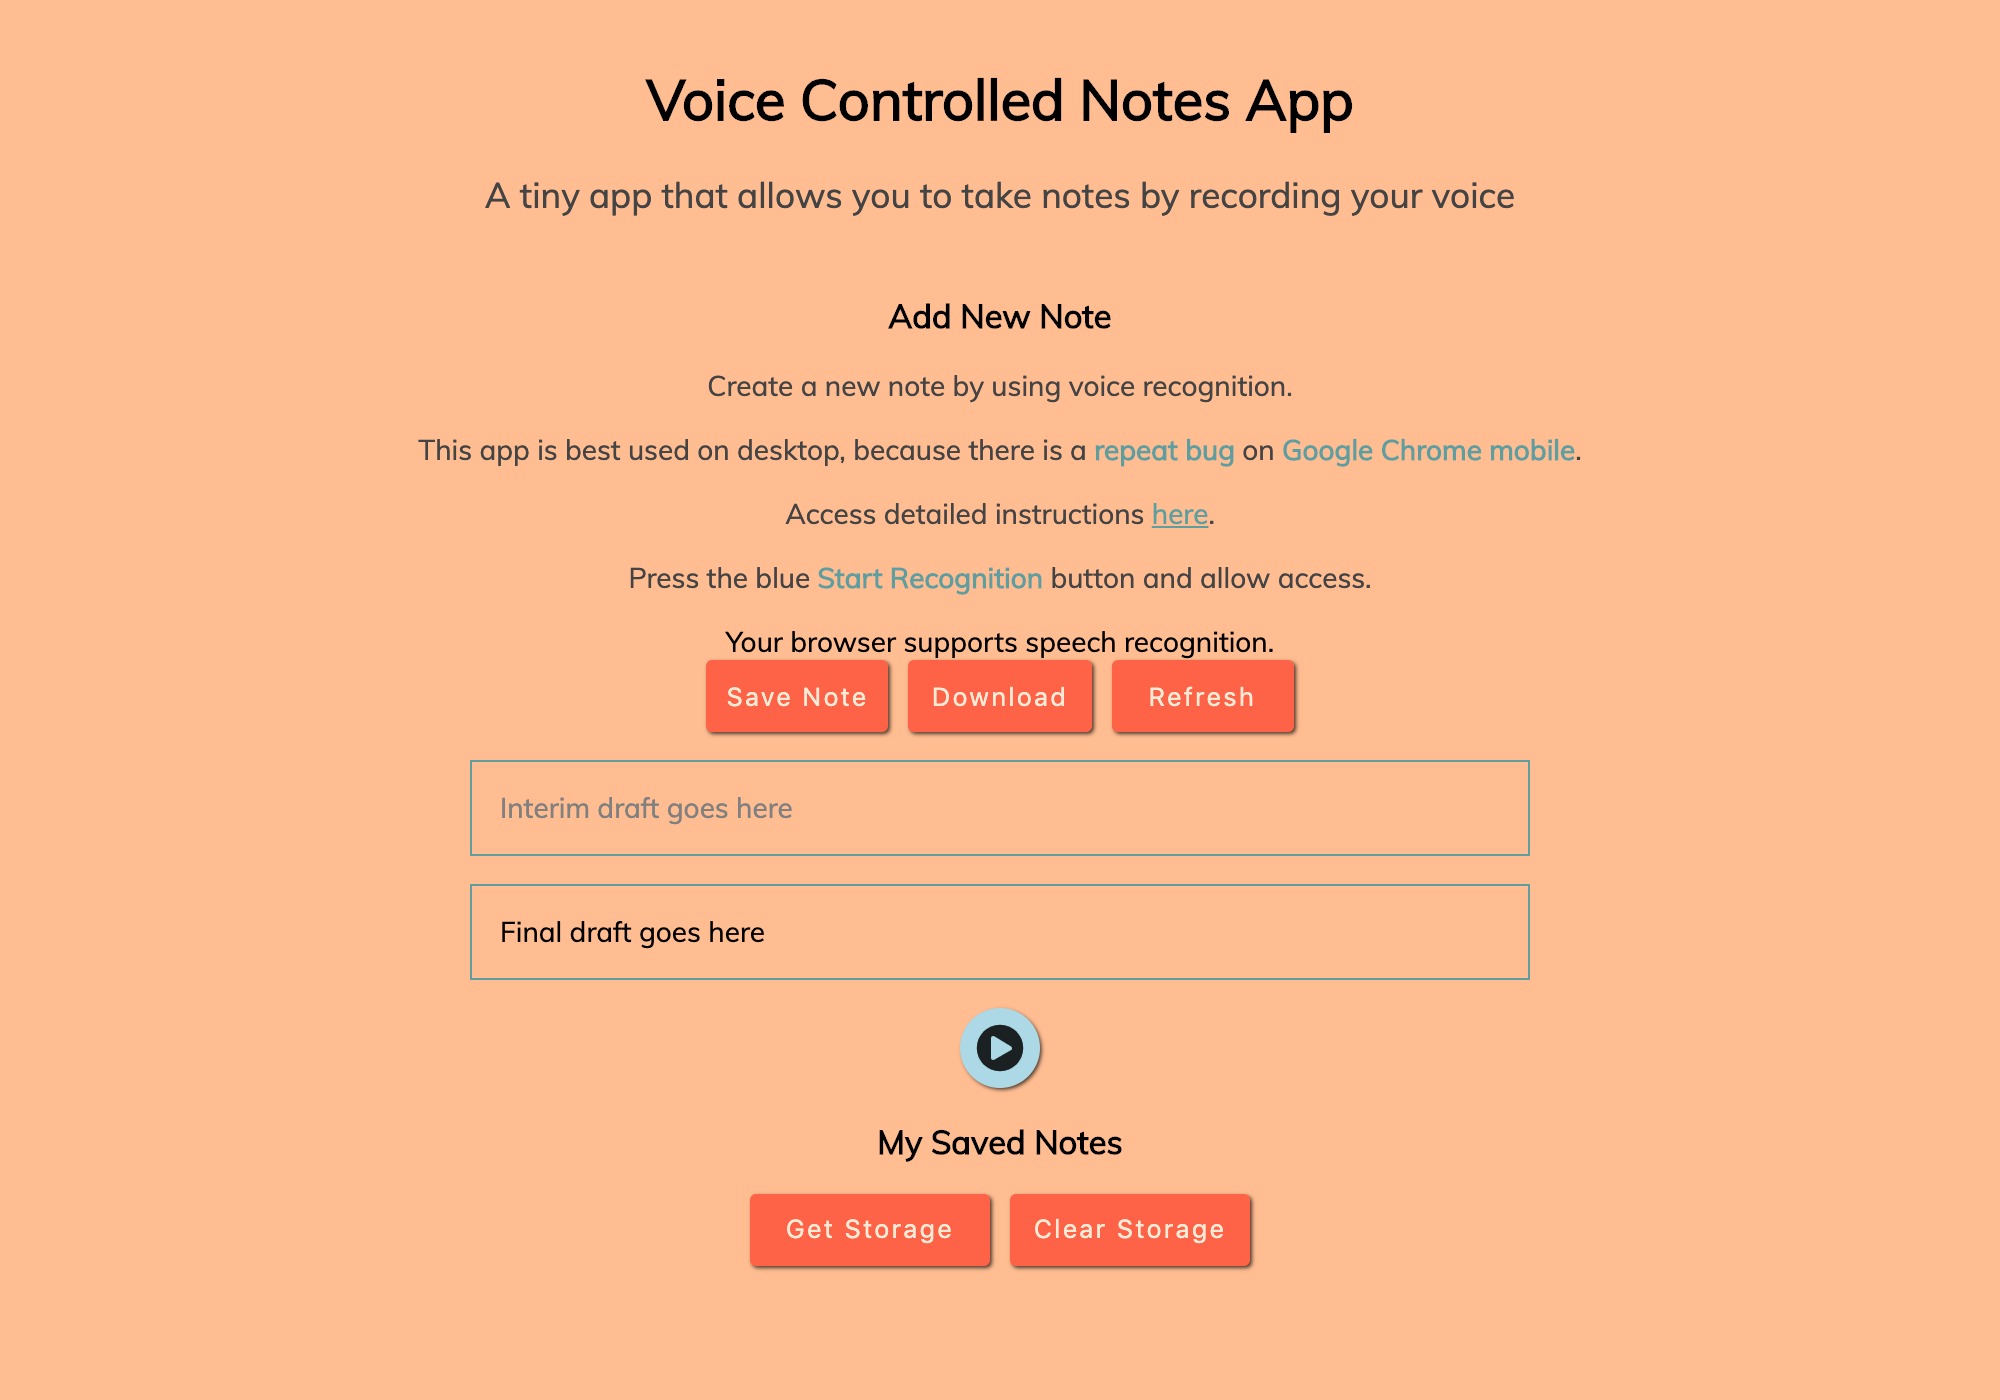 Voice Controlled Notes App
A tiny app that allows you to take notes by recording your voice
Add New Note
Create a new note by using voice recognition.
This app is best used on desktop, because there is a repeat bug on Google Chrome mobile.
Access detailed instructions here.
Press the blue Start Recognition button and allow access.
Your browser supports speech recognition.
Save Note Download Refresh
Interim draft goes here
Final draft goes here
My Saved Notes
Get Storage Clear Storage